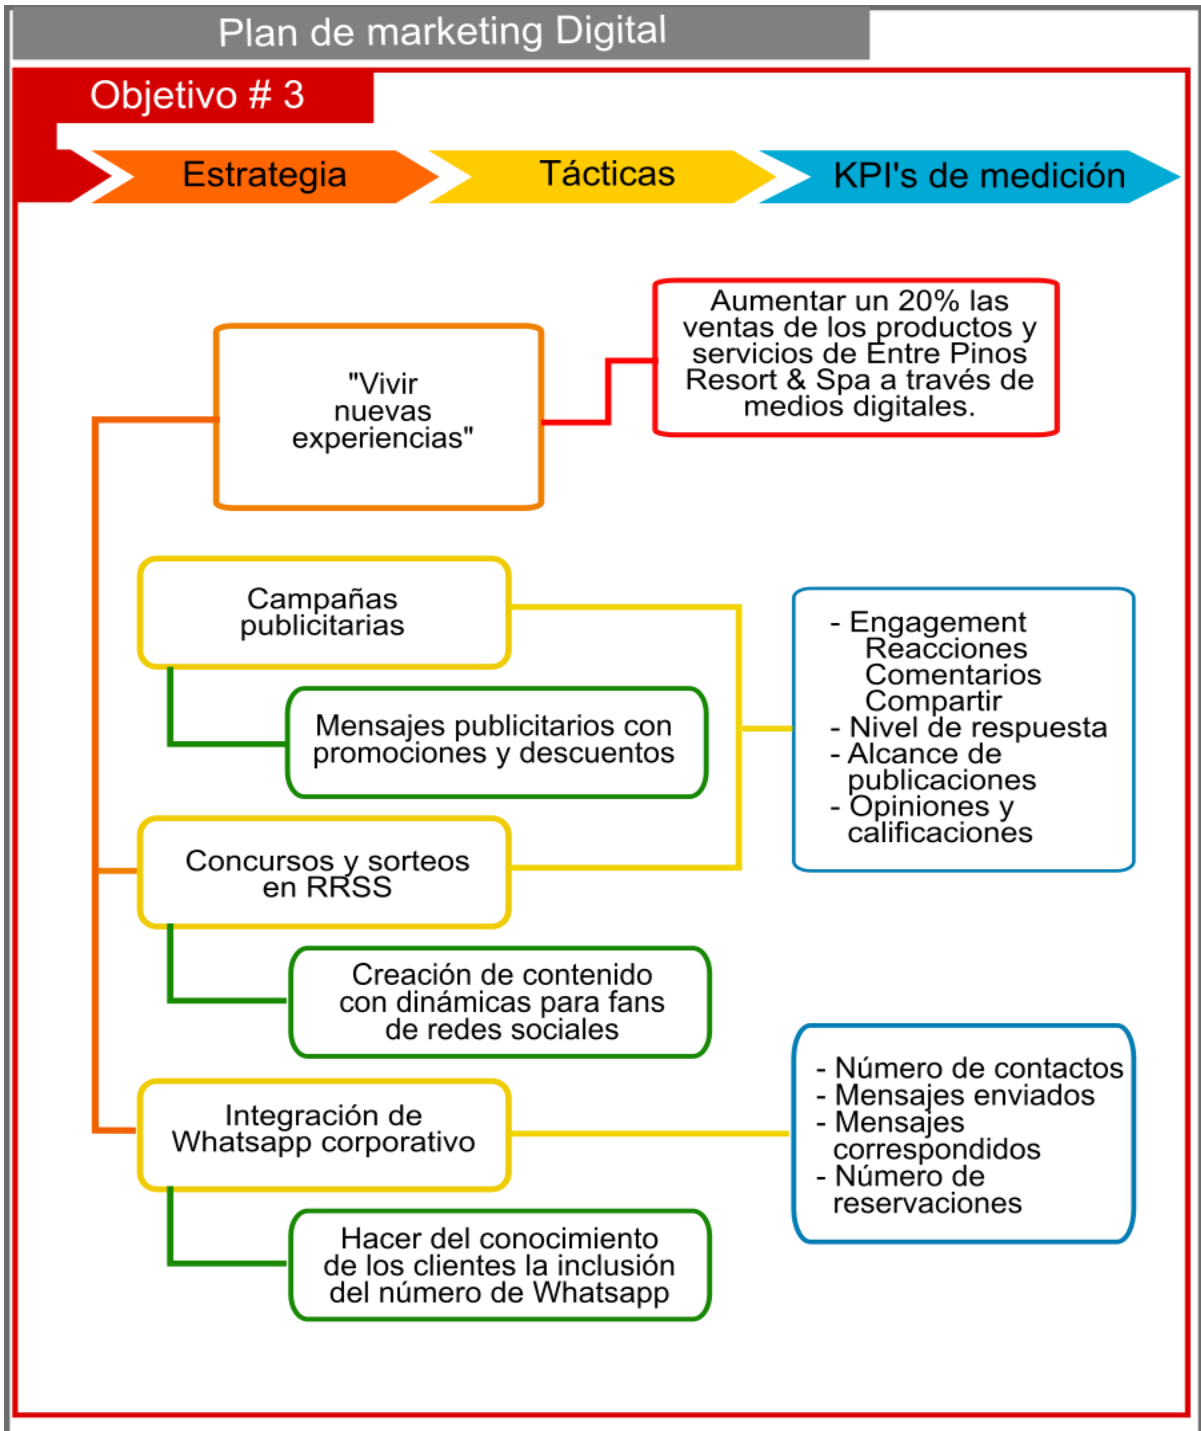 Plan de marketing Digital
Objetivo # 3
Estrategia
Tácticas
KPI's de medición
"Vivir
nuevas
experiencias"
Aumentar un 20% las
ventas de los productos y
servicios de Entre Pinos
Resort & Spa a través de
medios digitales.
Campañas
publicitarias
Mensajes publicitarios con
promociones y descuentos
Concursos y sorteos
en RRSS
Creación de contenido
con dinámicas para fans
de redes sociales
- Engagement
Reacciones
Comentarios
Compartir
- Nivel de respuesta
- Alcance de
publicaciones
- Opiniones y
calificaciones
Integración de
Whatsapp corporativo
Hacer del conocimiento
de los clientes la inclusión
del número de Whatsapp
- Número de contactos
- Mensajes enviados
- Mensajes
correspondidos
- Número de
reservaciones